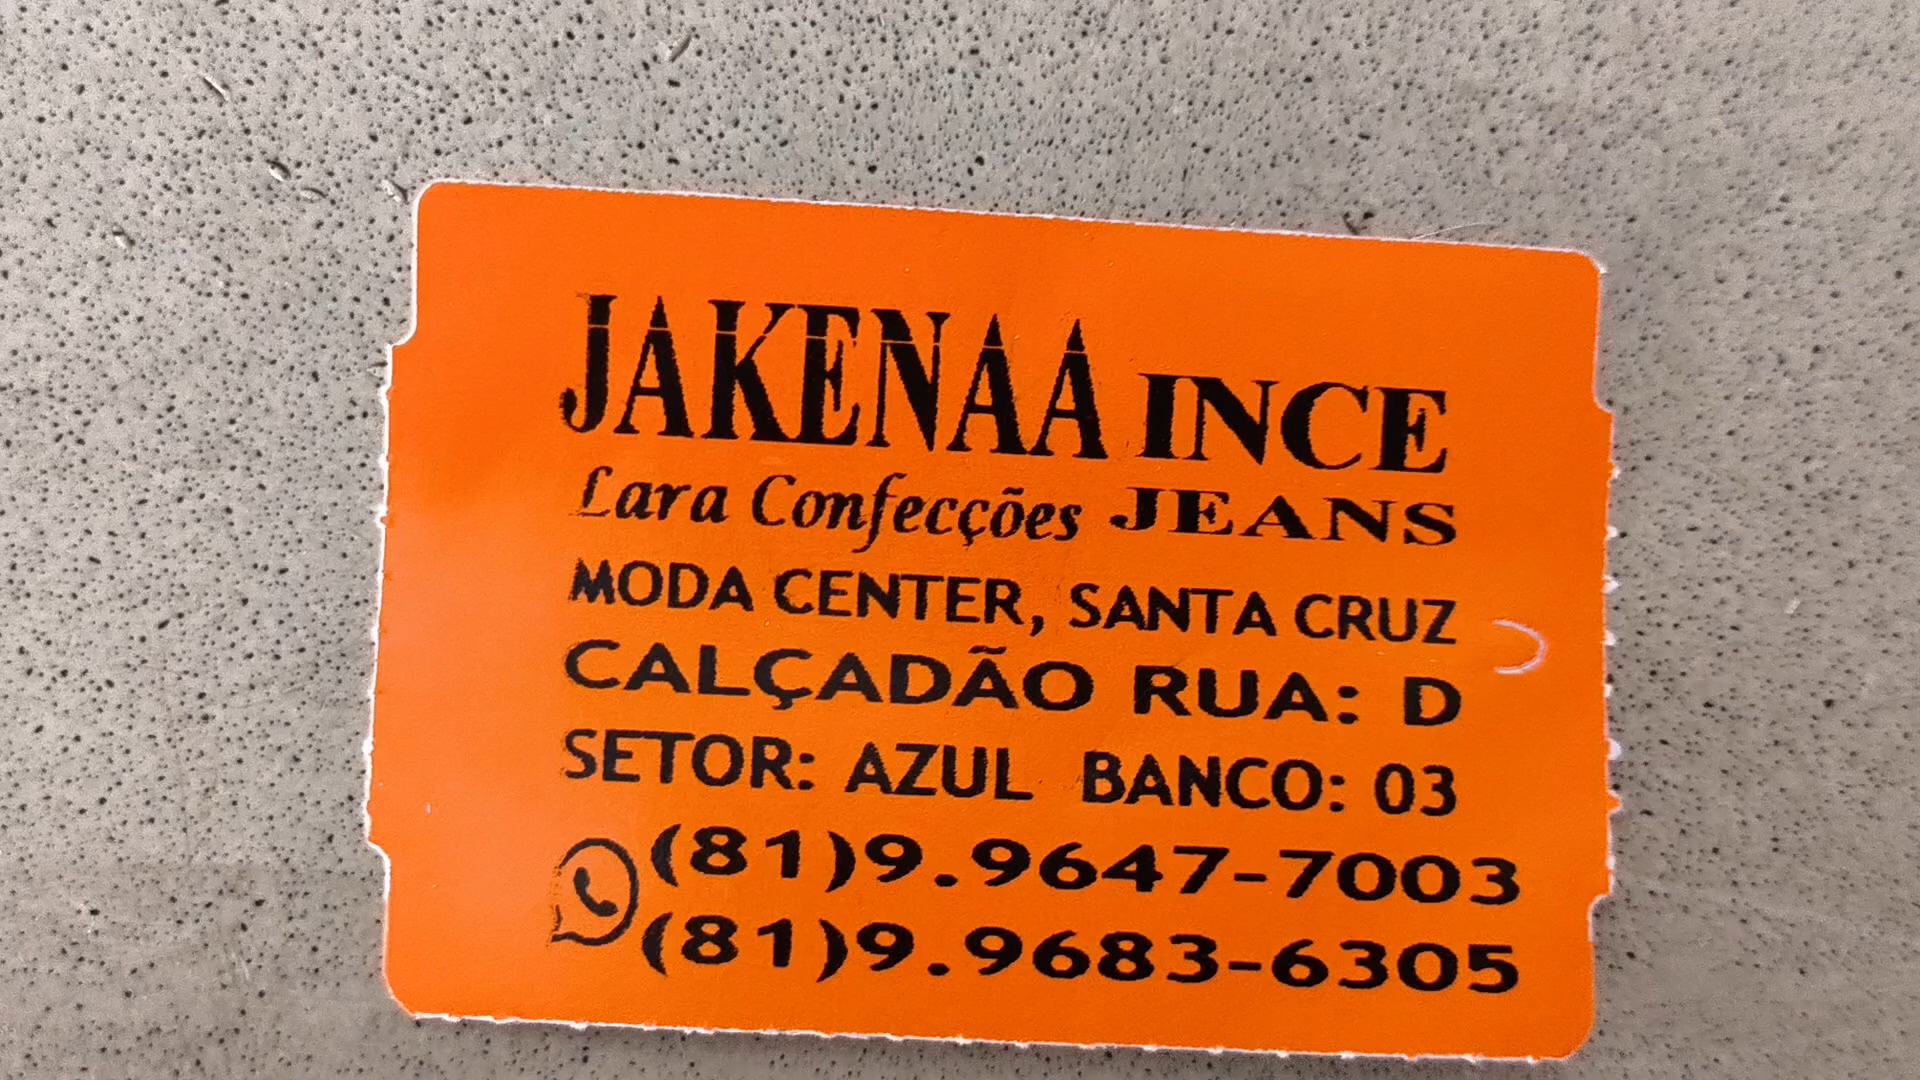 JAKENAA INCE
Lara Confecções JEANS
MODA CENTER, SANTA CRUZ
CALÇADÃO RUA: D
SETOR: AZUL BANCO: 03
(81)9.9647-7003
(81)9.9683-6305